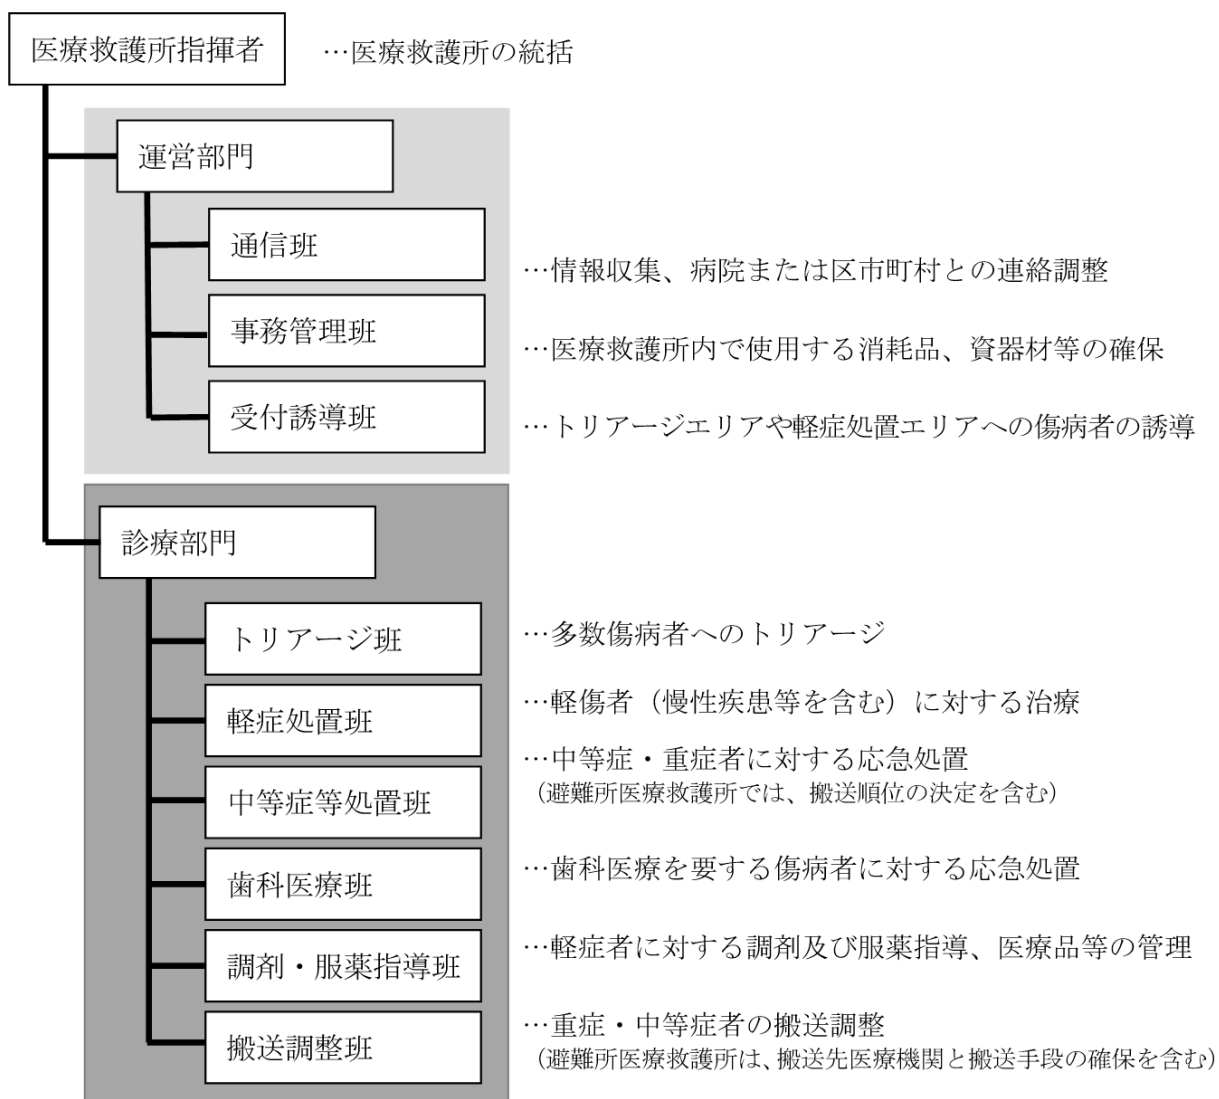 医療救護所指揮者 …医療救護所の統括
運営部門
通信班
…情報収集、病院または区市町村との連絡調整
事務管理班
…医療救護所内で使用する消耗品、資器材等の確保
受付誘導班
…トリアージエリアや軽症処置エリアへの傷病者の誘導
診療部門
トリアージ班 …多数傷病者へのトリアージ
軽症処置班 …軽傷者（慢性疾患等を含む）に対する治療
中等症等処置班 …中等症・重症者に対する応急処置
（避難所医療救護所では、搬送順位の決定を含む）
歯科医療班 …歯科医療を要する傷病者に対する応急処置
調剤・服薬指導班 …軽症者に対する調剤及び服薬指導、医療品等の管理
搬送調整班 …重症・中等症者の搬送調整
（避難所医療救護所は、搬送先医療機関と搬送手段の確保を含む）